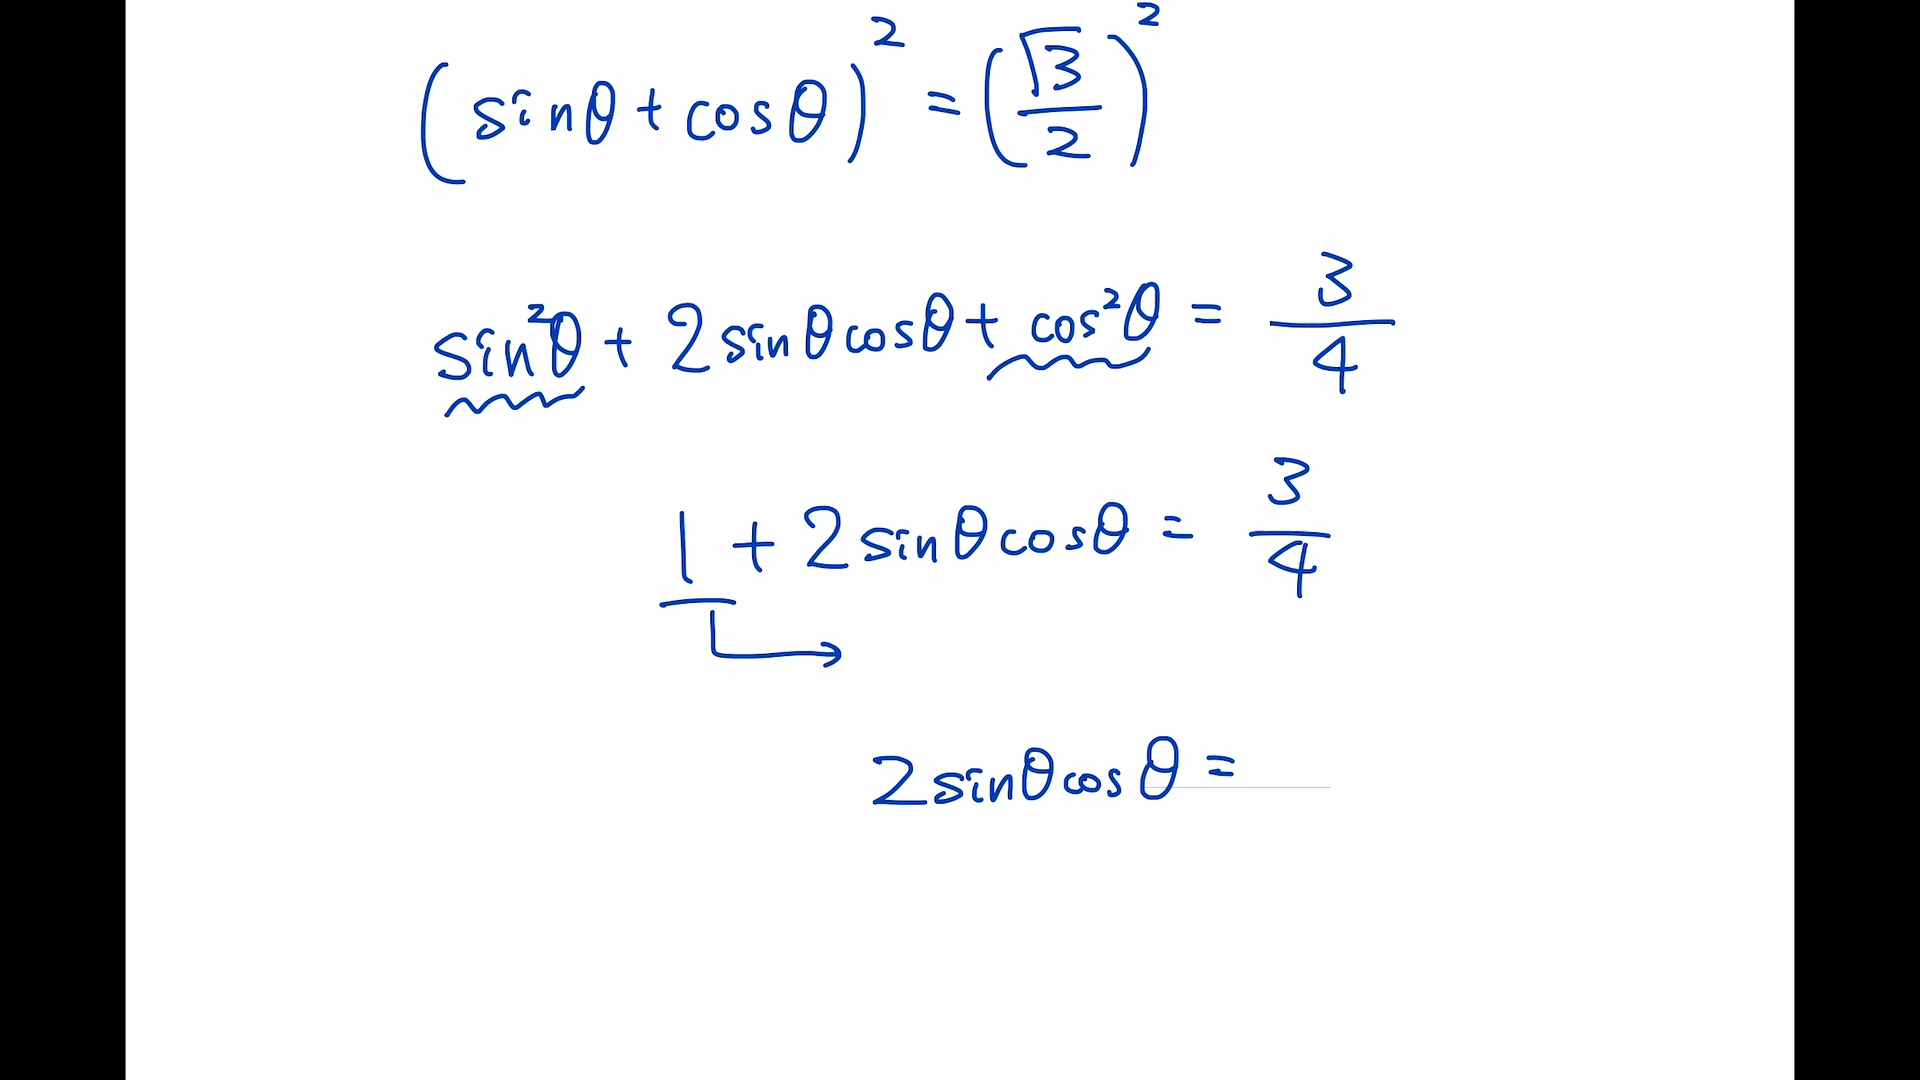 (sinθ + cosθ)² = (√3/2)²
sin²θ + 2sinθcosθ + cos²θ = 3/4
1 + 2sinθcosθ = 3/4
2sinθcosθ =